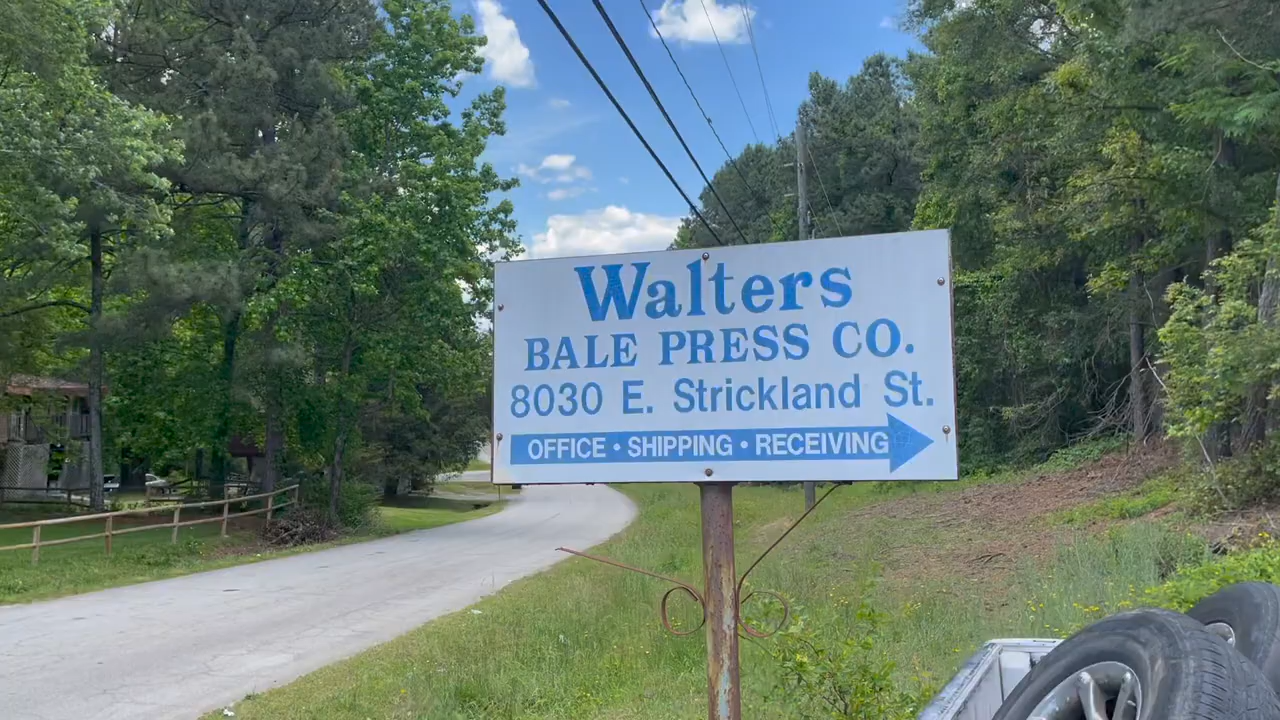 Walters
BALE PRESS CO.
8030 E. Strickland St.
OFFICE • SHIPPING • RECEIVING